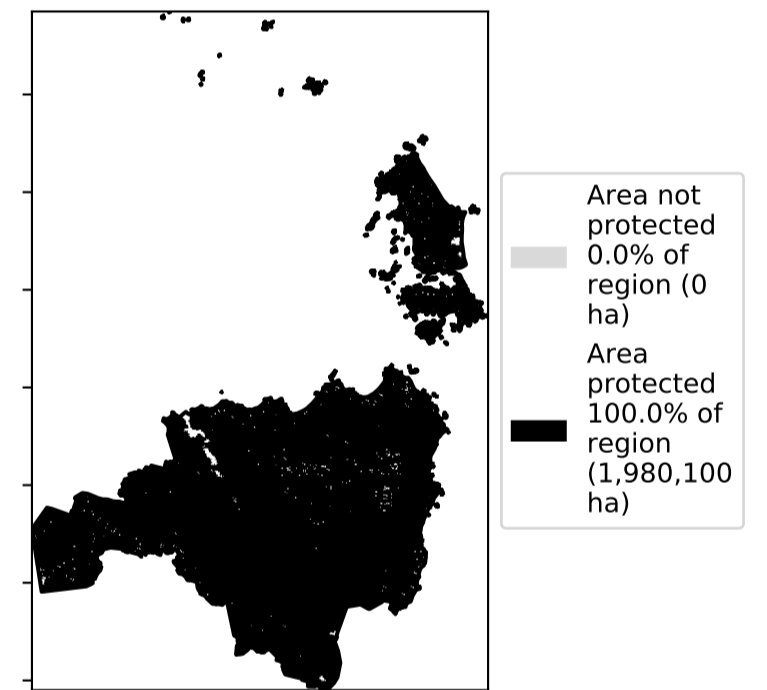 Area not
protected
0.0% of
region (0
ha)
Area
protected
100.0% of
region
(1,980,100
ha)